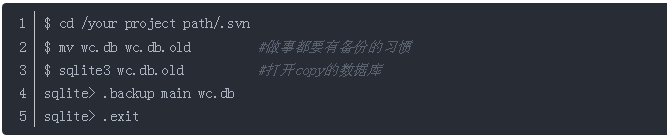 1 $ cd /your project path/.svn
2 $ mv wc.db wc.db.old #做事都要有备份的习惯
3 $ sqlite3 wc.db.old #打开copy的数据库
4 sqlite> .backup main wc.db
5 sqlite> .exit